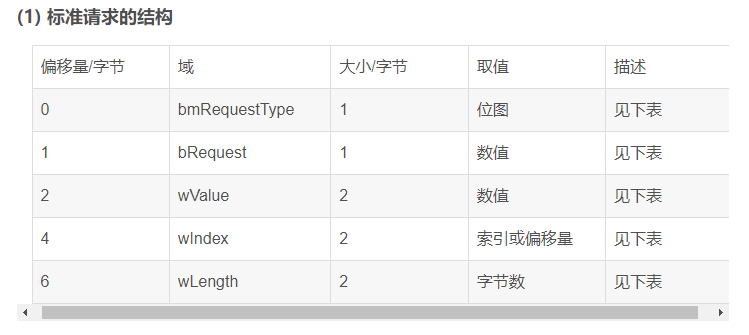 (1) 标准请求的结构
偏移量/字节 域 大小/字节 取值 描述
0 bmRequestType 1 位图 见下表
1 bRequest 1 数值 见下表
2 wValue 2 数值 见下表
4 wIndex 2 索引或偏移量 见下表
6 wLength 2 字节数 见下表